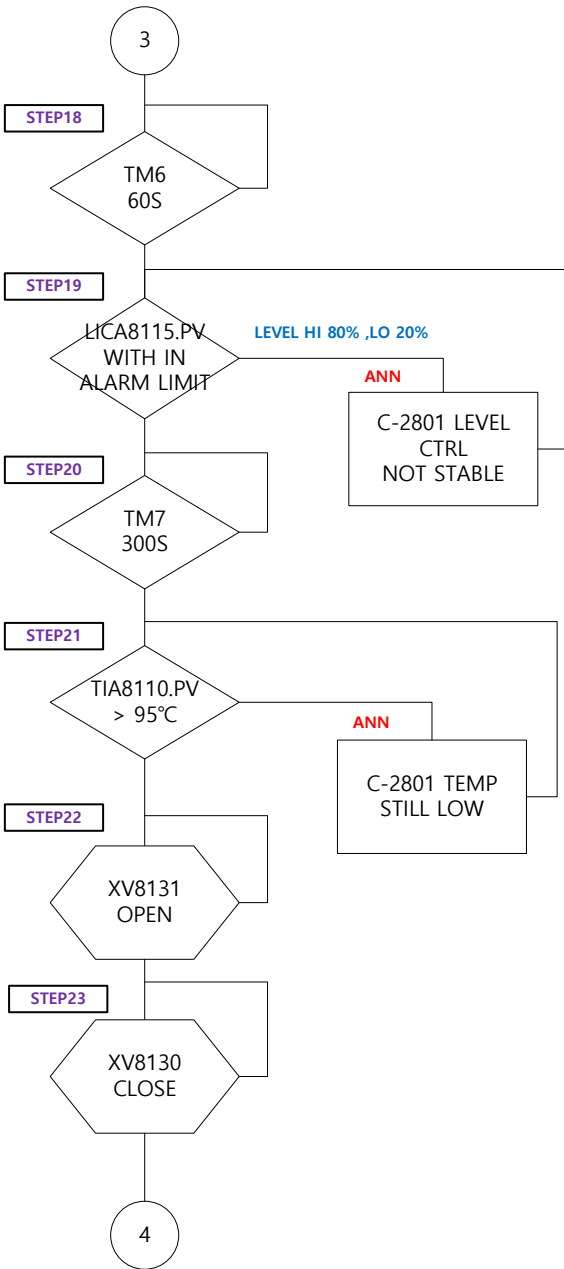 3
STEP18
TM6
60S
STEP19
LICA8115.PV
WITH IN
ALARM LIMIT
LEVEL HI 80% ,LO 20%
ANN
C-2801 LEVEL
CTRL
NOT STABLE
STEP20
TM7
300S
STEP21
TIA8110.PV
> 95℃
ANN
C-2801 TEMP
STILL LOW
STEP22
XV8131
OPEN
STEP23
XV8130
CLOSE
4